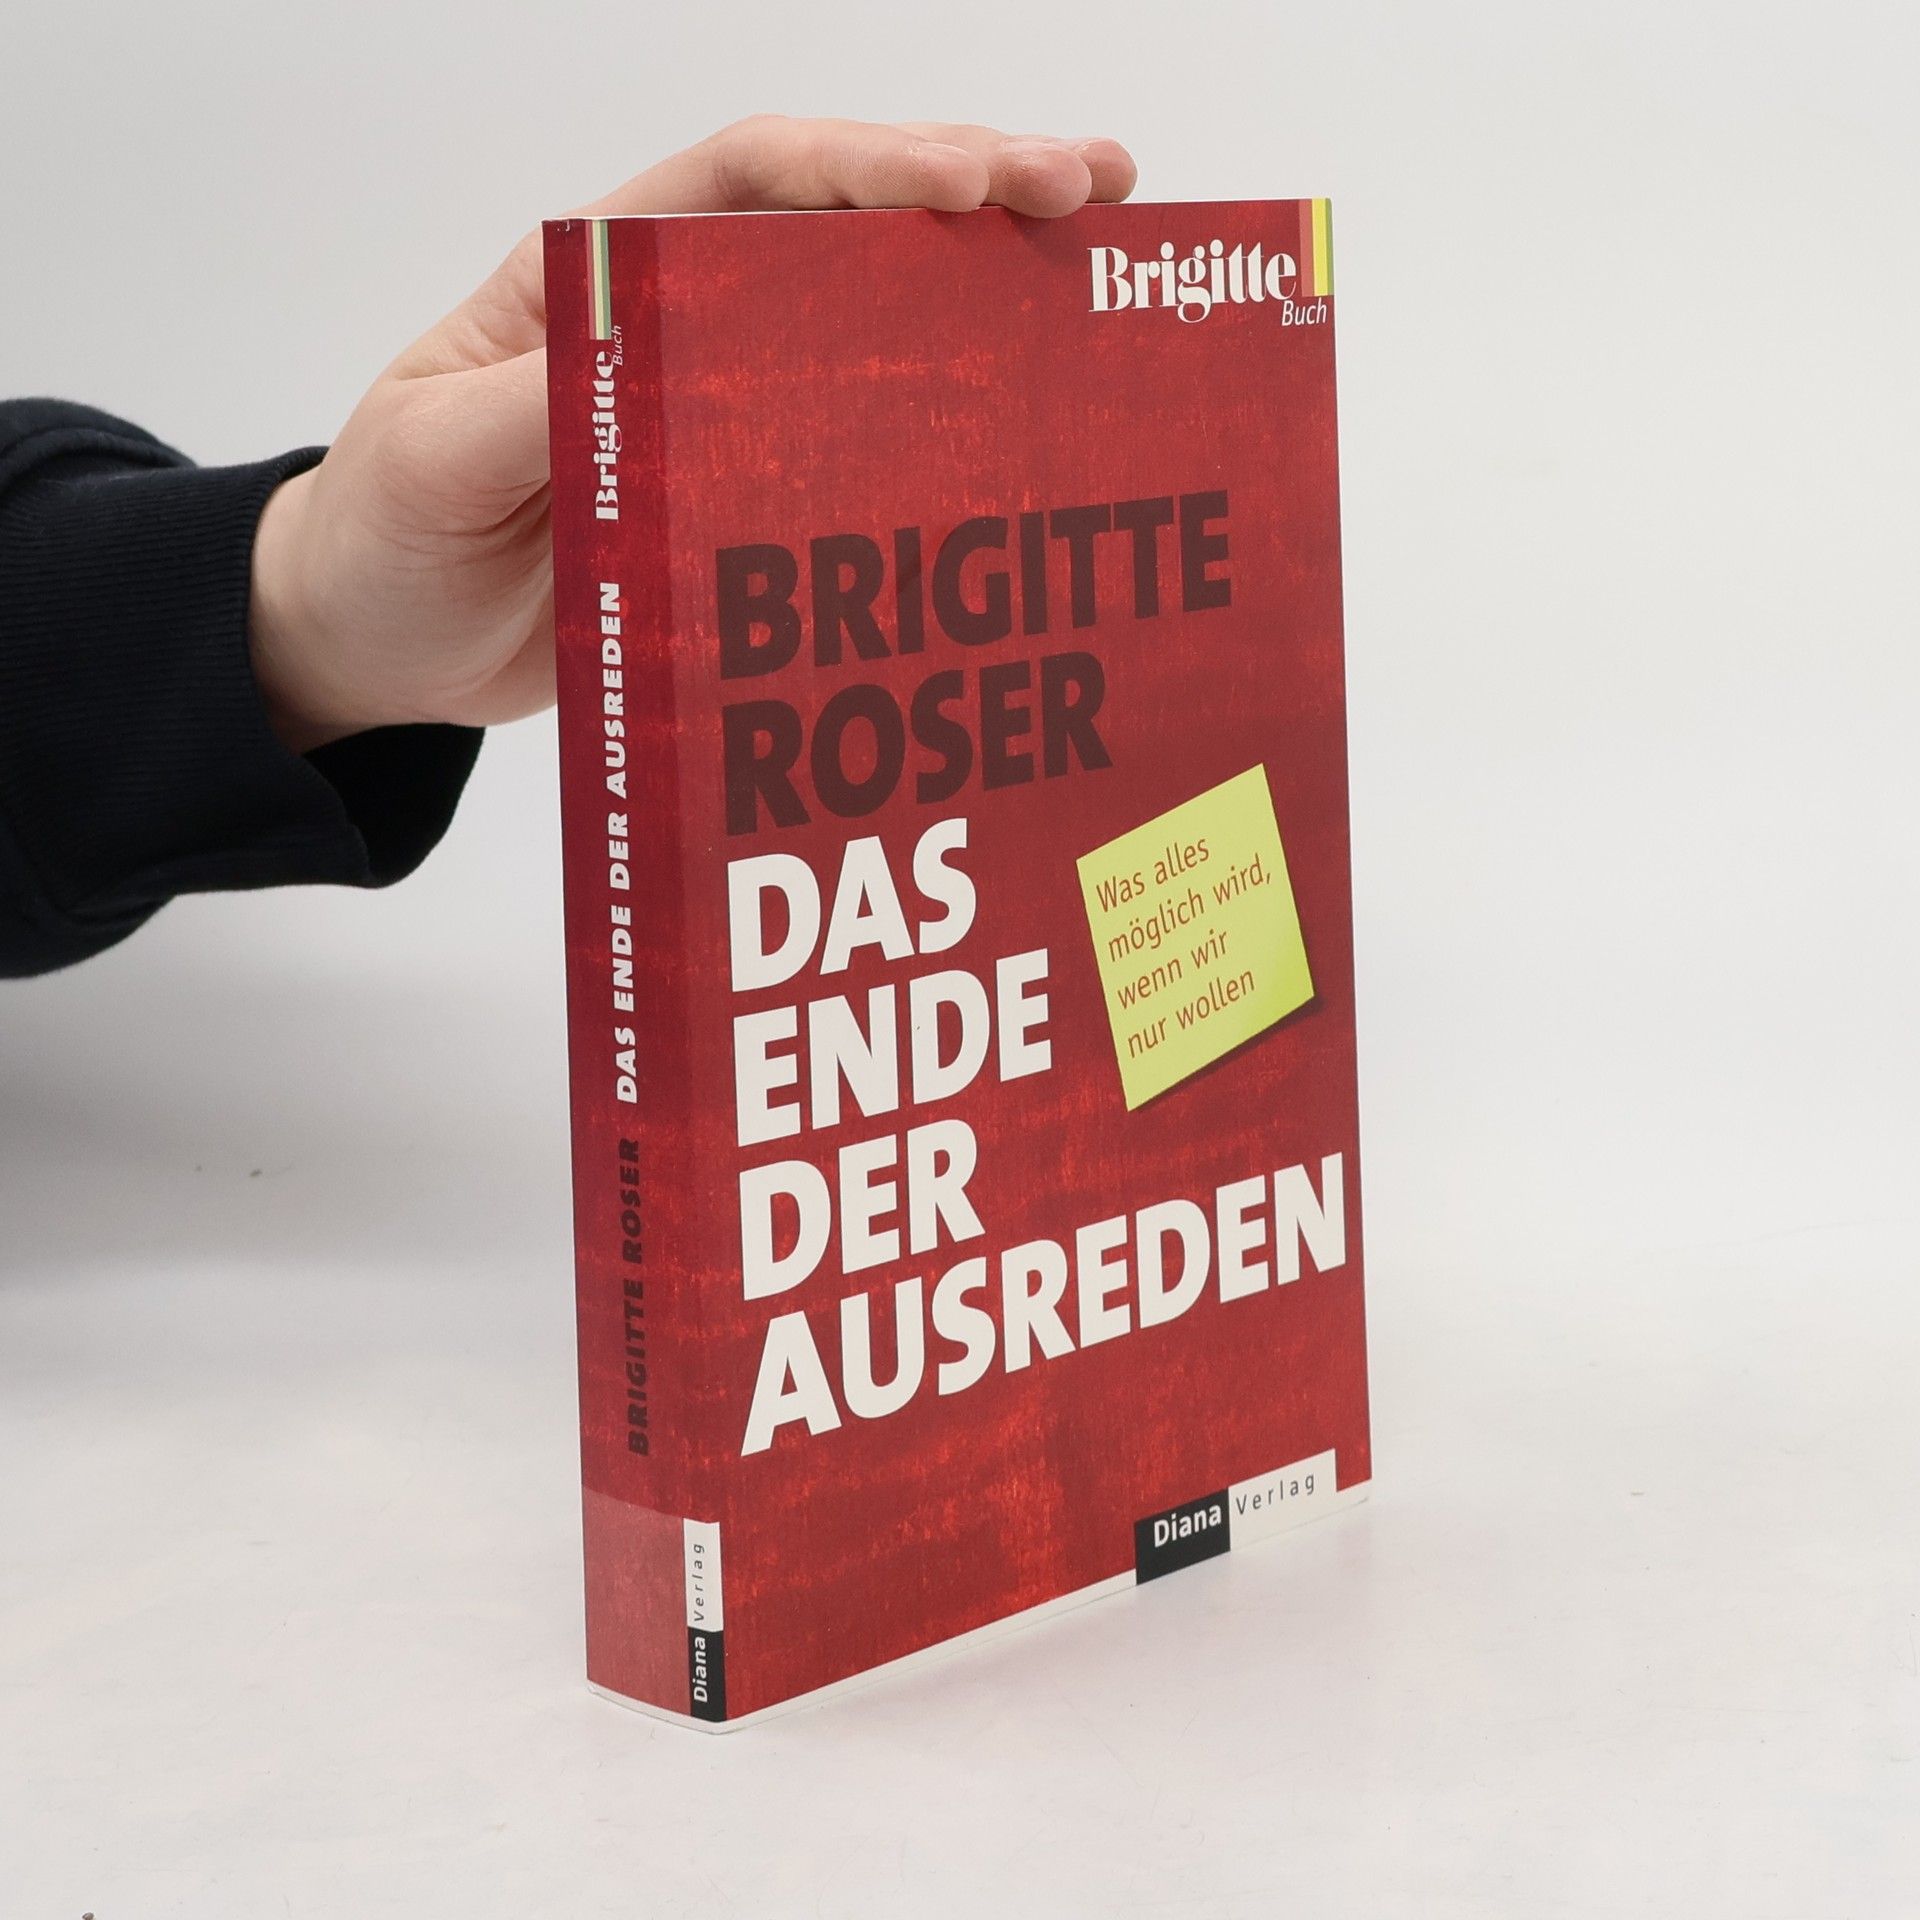 Brigitte
Buch
BRIGITTE
ROSER
DAS
ENDE
DER
AUSREDEN
Was alles
möglich wird,
wenn wir
nur wollen
Diana Verlag
BRIGITTE ROSER DAS ENDE DER AUSREDEN Brigitte Buch
Diana Verlag